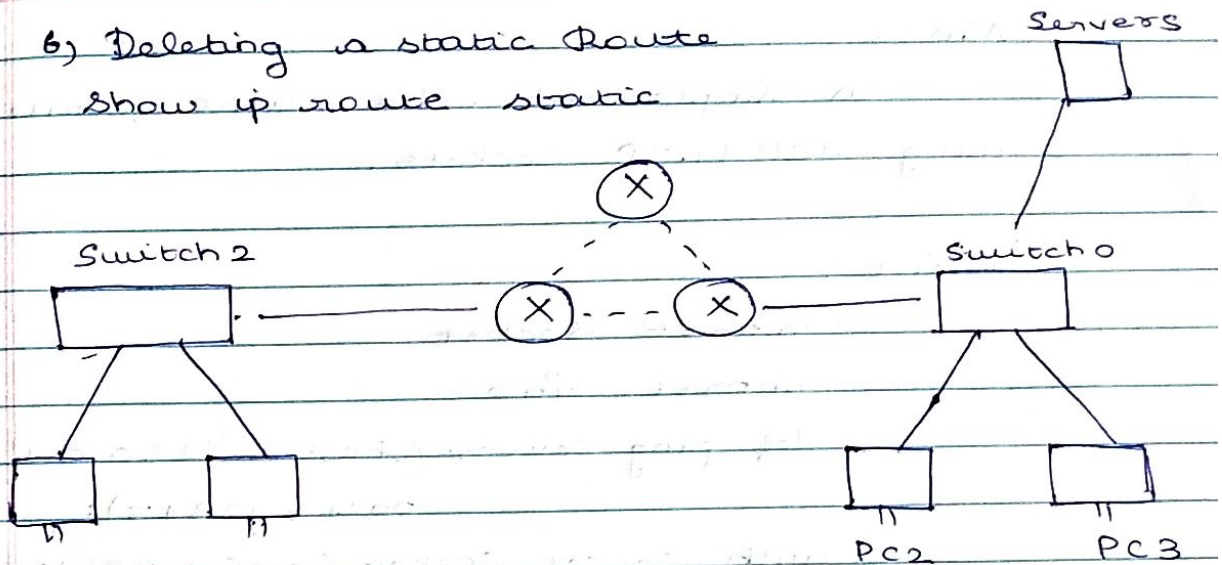 6) Deleting a static Route
Show ip route static
Servers
Switch 2
Switch 0
PC2
PC3